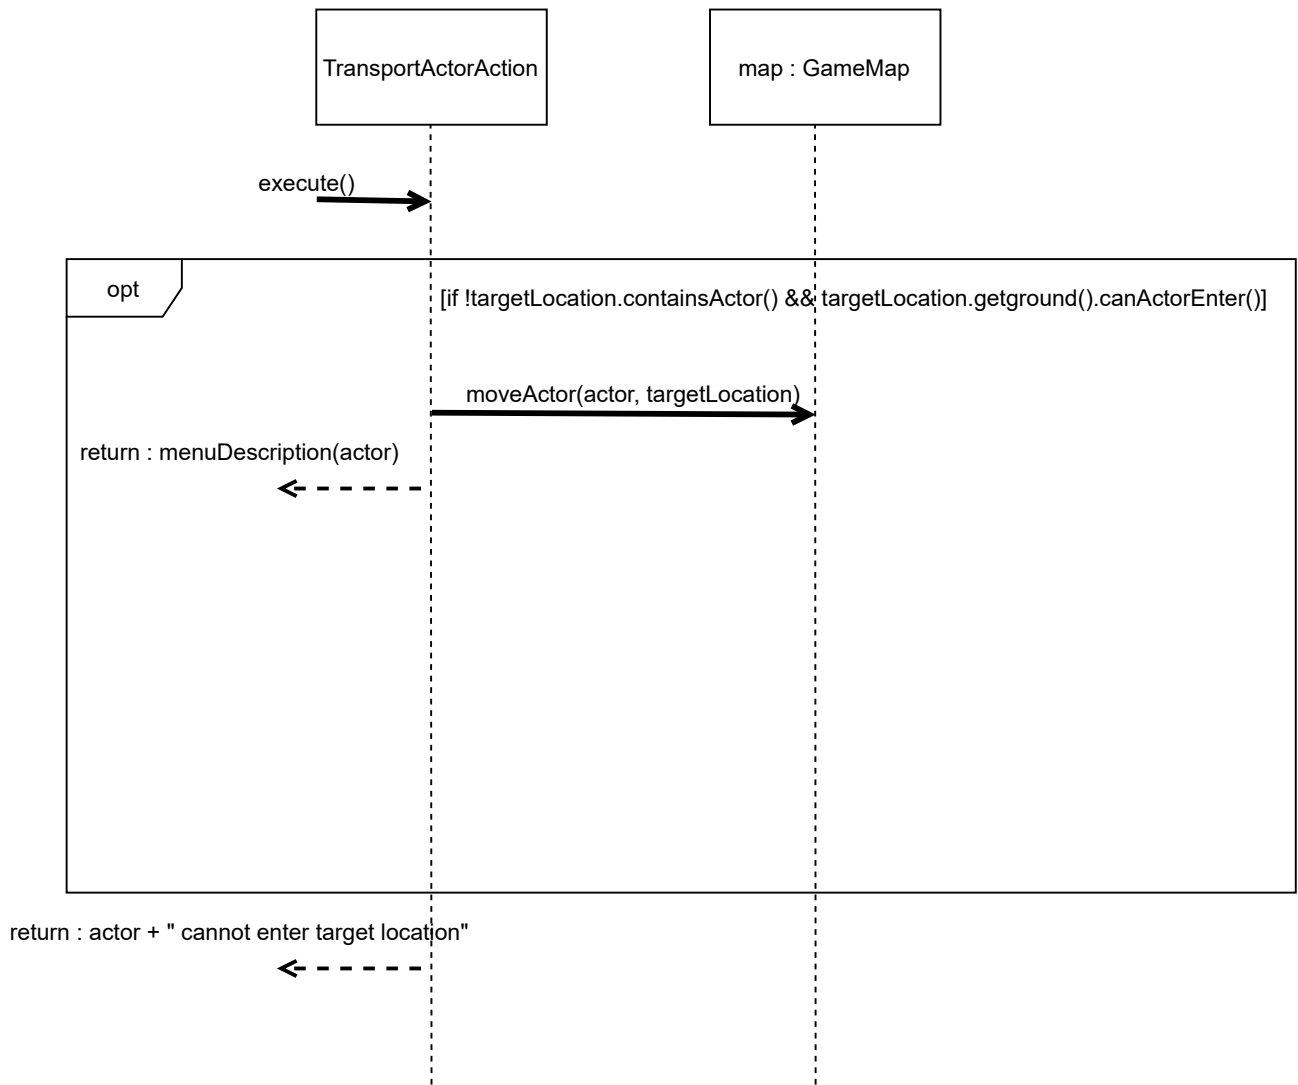 TransportActorAction
map : GameMap
execute()
opt
[if !targetLocation.containsActor() && targetLocation.getground().canActorEnter()]
moveActor(actor, targetLocation)
return : menuDescription(actor)
return : actor + " cannot enter target location"